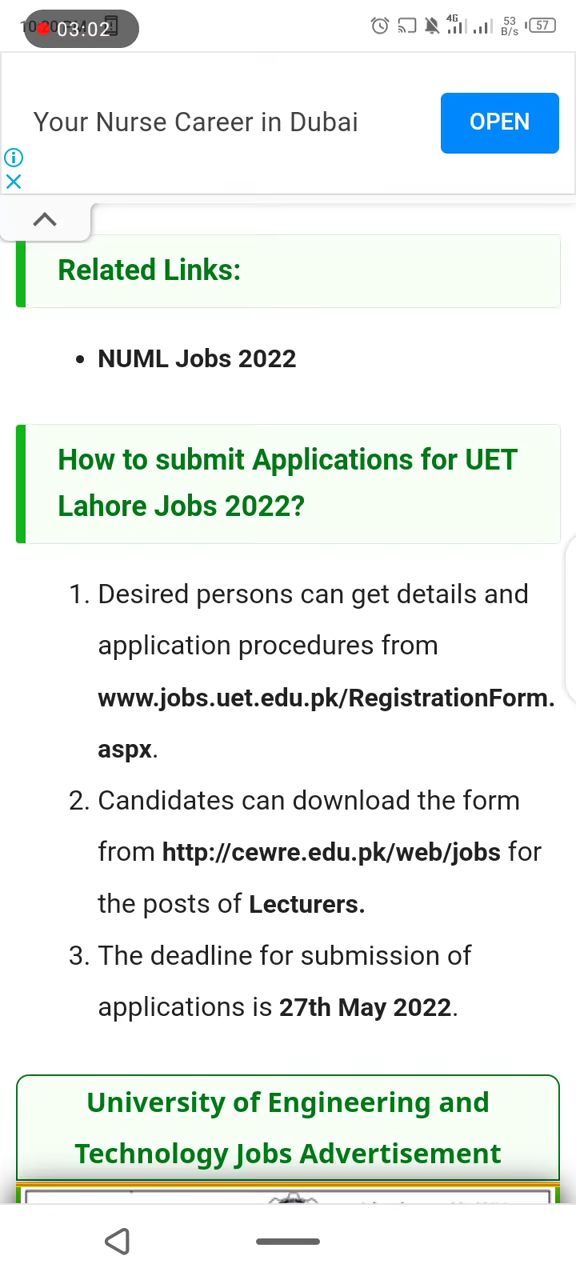 03:02
4G
53
B/s
57
Your Nurse Career in Dubai
OPEN
Related Links:
• NUML Jobs 2022
How to submit Applications for UET
Lahore Jobs 2022?
1. Desired persons can get details and
application procedures from
www.jobs.uet.edu.pk/RegistrationForm.
aspx.
2. Candidates can download the form
from http://cewre.edu.pk/web/jobs for
the posts of Lecturers.
3. The deadline for submission of
applications is 27th May 2022.
University of Engineering and
Technology Jobs Advertisement